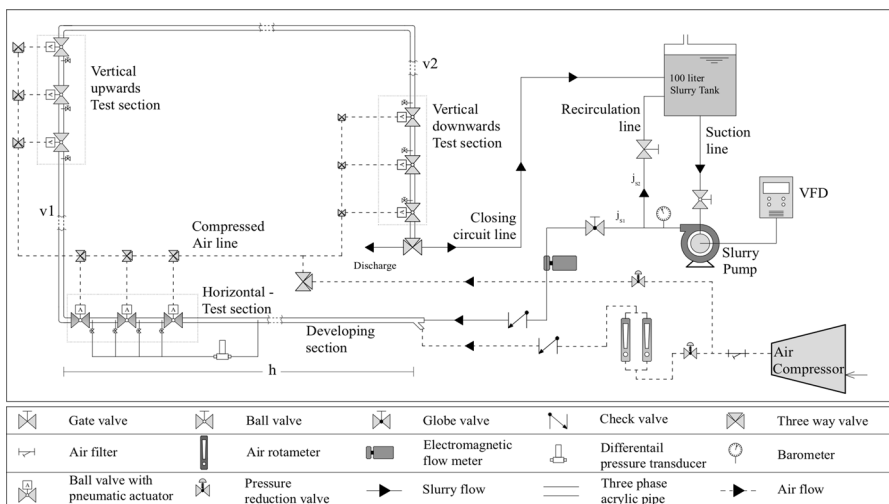 Vertical
upwards
Test section
v2
Vertical
downwards
Test section
100 liter
Slurry Tank
Recirculation
line
Suction
line
VFD
v1
Compressed
Air line
Closing
circuit line
Discharge
js2
js1
Slurry
Pump
Horizontal -
Test section
Developing
section
Air
Compressor
h
A
A
A
A
A
A
A
A
A
Gate valve
Ball valve
Globe valve
Check valve
Three way valve
Air filter
Air rotameter
Electromagnetic
flow meter
Differentail
pressure transducer
Barometer
A
Ball valve with
pneumatic actuator
Pressure
reduction valve
Slurry flow
Three phase
acrylic pipe
Air flow